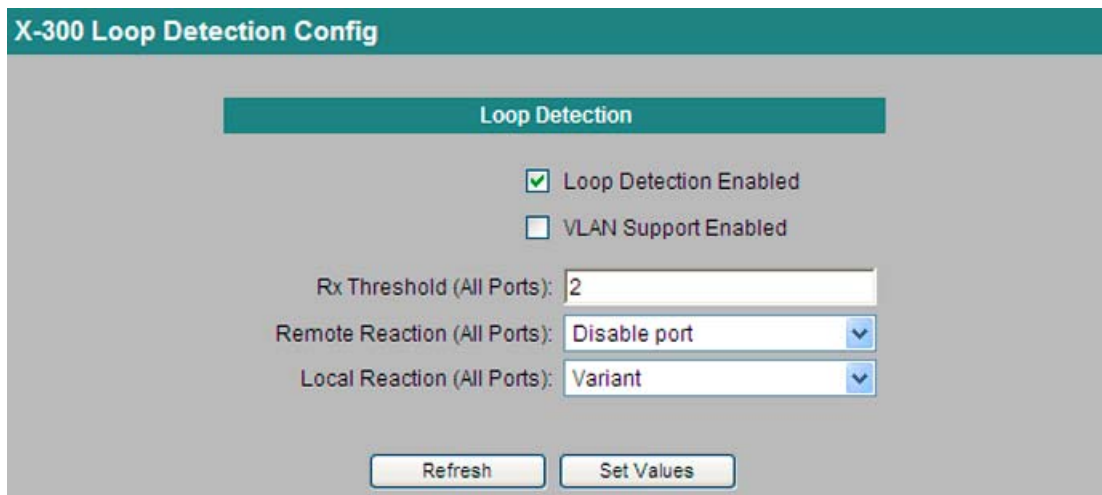 X-300 Loop Detection Config
Loop Detection
Loop Detection Enabled
VLAN Support Enabled
Rx Threshold (All Ports): 2
Remote Reaction (All Ports): Disable port
Local Reaction (All Ports): Variant
Refresh Set Values